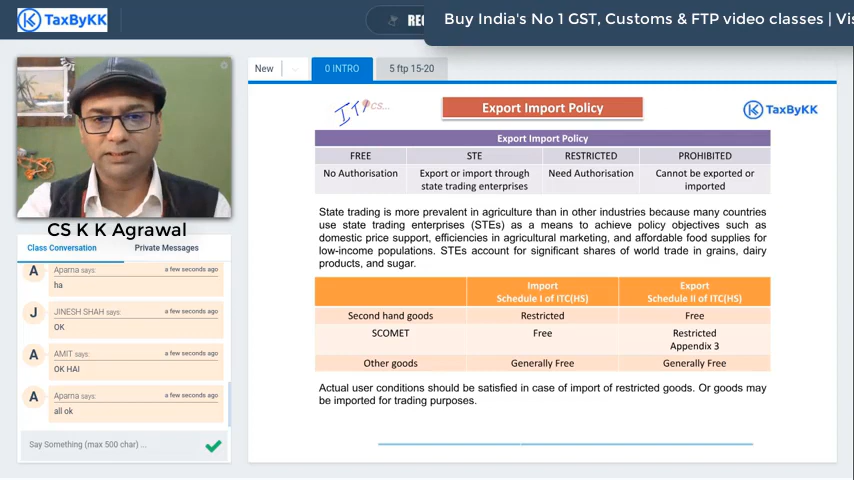 TaxByKK
REC
Buy India's No 1 GST, Customs & FTP video classes | Vis
New
0 INTRO
5 ftp 15-20
Export Import Policy
TaxByKK
Export Import Policy
FREE STE RESTRICTED PROHIBITED
No Authorisation Export or import through Need Authorisation Cannot be exported or
state trading enterprises imported
State trading is more prevalent in agriculture than in other industries because many countries
use state trading enterprises (STEs) as a means to achieve policy objectives such as
domestic price support, efficiencies in agricultural marketing, and affordable food supplies for
low-income populations. STEs account for significant shares of world trade in grains, dairy
products, and sugar.
Import Export
Schedule I of ITC(HS) Schedule II of ITC(HS)
Second hand goods Restricted Free
SCOMET Free Restricted
Appendix 3
Other goods Generally Free Generally Free
Actual user conditions should be satisfied in case of import of restricted goods. Or goods may
be imported for trading purposes.
CS K K Agrawal
Class Conversation Private Messages
A Aparna says: a few seconds ago
ha
J JINESH SHAH says: a few seconds ago
OK
A AMIT says: a few seconds ago
OK HAI
A Aparna says: a few seconds ago
all ok
Say Something (max 500 char) ...